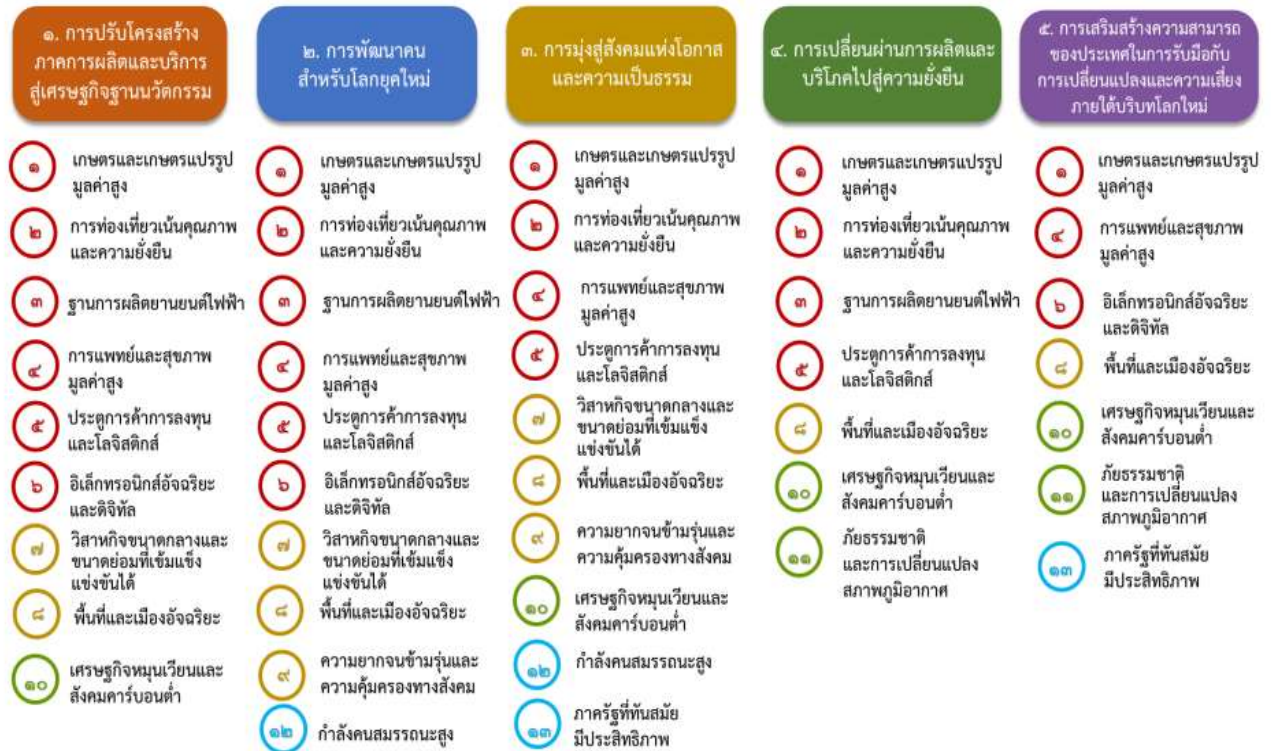 ๑. การปรับโครงสร้าง
ภาคการผลิตและบริการ
สู่เศรษฐกิจฐานนวัตกรรม
๑
เกษตรและเกษตรแปรรูป
มูลค่าสูง
๒
การท่องเที่ยวเน้นคุณภาพ
และความยั่งยืน
๓
ฐานการผลิตยานยนต์ไฟฟ้า
๔
การแพทย์และสุขภาพ
มูลค่าสูง
๕
ประตูการค้าการลงทุน
และโลจิสติกส์
๖
อิเล็กทรอนิกส์อัจฉริยะ
และดิจิทัล
๗
วิสาหกิจขนาดกลางและ
ขนาดย่อมที่เข้มแข็ง
แข่งขันได้
๘
พื้นที่และเมืองอัจฉริยะ
๑๐
เศรษฐกิจหมุนเวียนและ
สังคมคาร์บอนต่ำ
๒. การพัฒนาคน
สำหรับโลกยุคใหม่
๑
เกษตรและเกษตรแปรรูป
มูลค่าสูง
๒
การท่องเที่ยวเน้นคุณภาพ
และความยั่งยืน
๓
ฐานการผลิตยานยนต์ไฟฟ้า
๔
การแพทย์และสุขภาพ
มูลค่าสูง
๕
ประตูการค้าการลงทุน
และโลจิสติกส์
๖
อิเล็กทรอนิกส์อัจฉริยะ
และดิจิทัล
๗
วิสาหกิจขนาดกลางและ
ขนาดย่อมที่เข้มแข็ง
แข่งขันได้
๘
พื้นที่และเมืองอัจฉริยะ
๙
ความยากจนข้ามรุ่นและ
ความคุ้มครองทางสังคม
๑๒
กำลังคนสมรรถนะสูง
๓. การมุ่งสู่สังคมแห่งโอกาส
และความเป็นธรรม
๑
เกษตรและเกษตรแปรรูป
มูลค่าสูง
๒
การท่องเที่ยวเน้นคุณภาพ
และความยั่งยืน
๔
การแพทย์และสุขภาพ
มูลค่าสูง
๕
ประตูการค้าการลงทุน
และโลจิสติกส์
๗
วิสาหกิจขนาดกลางและ
ขนาดย่อมที่เข้มแข็ง
แข่งขันได้
๘
พื้นที่และเมืองอัจฉริยะ
๙
ความยากจนข้ามรุ่นและ
ความคุ้มครองทางสังคม
๑๐
เศรษฐกิจหมุนเวียนและ
สังคมคาร์บอนต่ำ
๑๒
กำลังคนสมรรถนะสูง
๑๓
ภาครัฐที่ทันสมัย
มีประสิทธิภาพ
๔. การเปลี่ยนผ่านการผลิตและ
บริโภคไปสู่ความยั่งยืน
๑
เกษตรและเกษตรแปรรูป
มูลค่าสูง
๒
การท่องเที่ยวเน้นคุณภาพ
และความยั่งยืน
๓
ฐานการผลิตยานยนต์ไฟฟ้า
๕
ประตูการค้าการลงทุน
และโลจิสติกส์
๘
พื้นที่และเมืองอัจฉริยะ
๑๐
เศรษฐกิจหมุนเวียนและ
สังคมคาร์บอนต่ำ
๑๑
ภัยธรรมชาติ
และการเปลี่ยนแปลง
สภาพภูมิอากาศ
๕. การเสริมสร้างความสามารถ
ของประเทศในการรับมือกับ
การเปลี่ยนแปลงและความเสี่ยง
ภายใต้บริบทโลกใหม่
๑
เกษตรและเกษตรแปรรูป
มูลค่าสูง
๔
การแพทย์และสุขภาพ
มูลค่าสูง
๖
อิเล็กทรอนิกส์อัจฉริยะ
และดิจิทัล
๘
พื้นที่และเมืองอัจฉริยะ
๑๐
เศรษฐกิจหมุนเวียนและ
สังคมคาร์บอนต่ำ
๑๑
ภัยธรรมชาติ
และการเปลี่ยนแปลง
สภาพภูมิอากาศ
๑๓
ภาครัฐที่ทันสมัย
มีประสิทธิภาพ